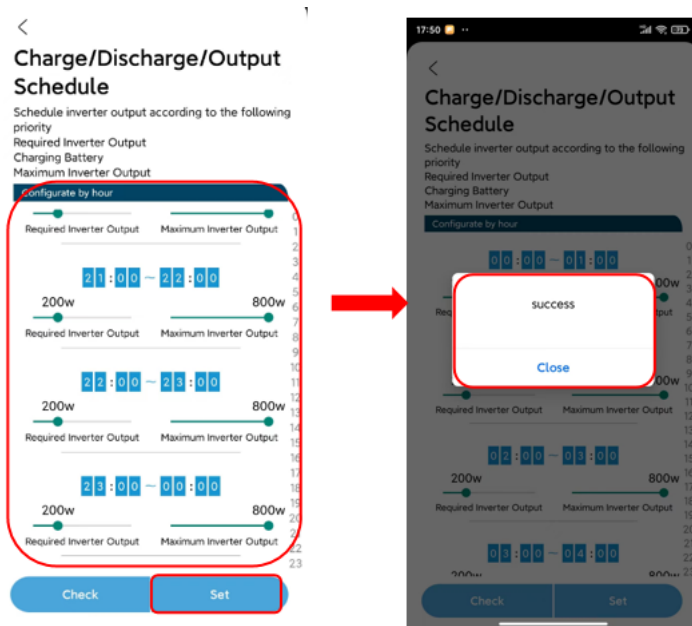 Charge/Discharge/Output
Schedule
Schedule inverter output according to the following
priority
Required Inverter Output
Charging Battery
Maximum Inverter Output
Configurate by hour
Required Inverter Output Maximum Inverter Output
21:00 ~ 22:00
200w 800w
Required Inverter Output Maximum Inverter Output
22:00 ~ 23:00
200w 800w
Required Inverter Output Maximum Inverter Output
23:00 ~ 00:00
200w 800w
Required Inverter Output Maximum Inverter Output
0
1
2
3
4
5
6
7
8
9
10
11
12
13
14
15
16
17
18
19
20
21
22
23
Check Set
17:50
Charge/Discharge/Output
Schedule
Schedule inverter output according to the following
priority
Required Inverter Output
Charging Battery
Maximum Inverter Output
Configurate by hour
00:00 ~ 01:00
success
Close
Required Inverter Output Maximum Inverter Output
02:00 ~ 03:00
200w 800w
Required Inverter Output Maximum Inverter Output
03:00 ~ 04:00
200w 800w
Check Set